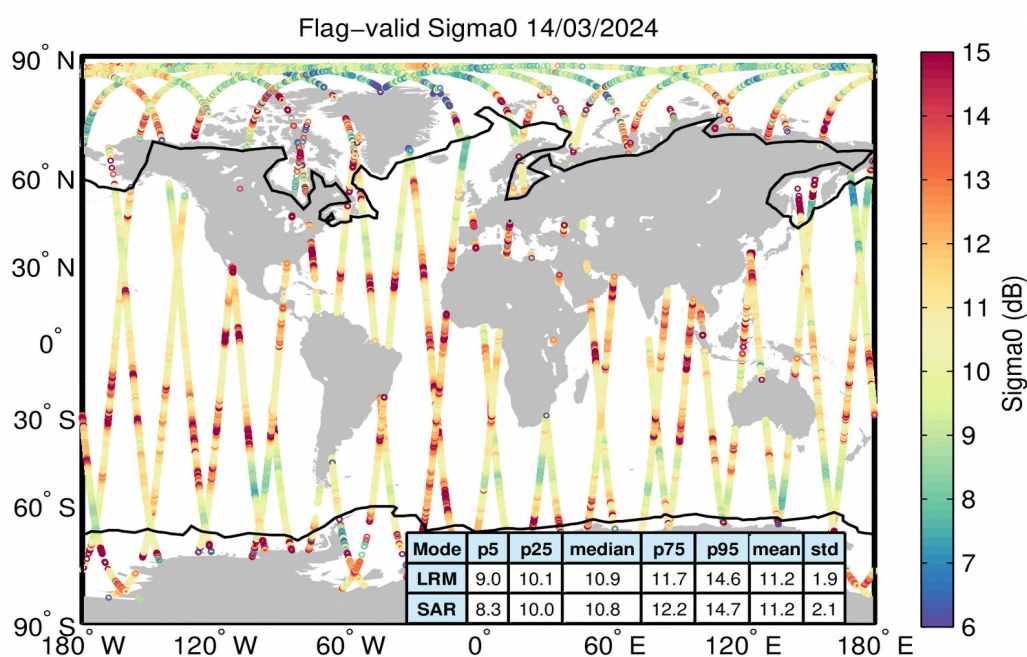 Flag−valid Sigma0 14/03/2024
90° N
60° N
30° N
0°
30° S
60° S
90° S
180° W
120° W
60° W
0°
60° E
120° E
180° E
Mode p5 p25 median p75 p95 mean std
LRM 9.0 10.1 10.9 11.7 14.6 11.2 1.9
SAR 8.3 10.0 10.8 12.2 14.7 11.2 2.1
15
14
13
12
11
10
9
8
7
6
Sigma0 (dB)